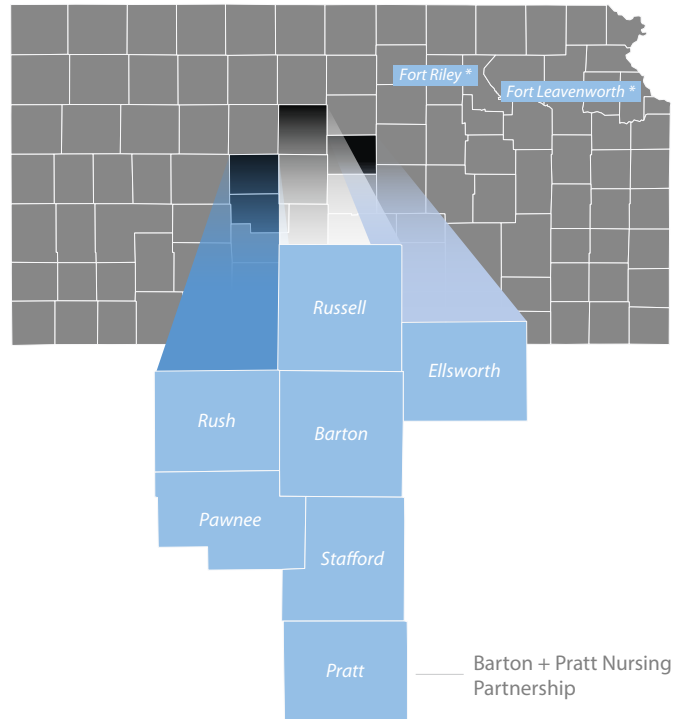 Fort Riley *
Fort Leavenworth *
Russell
Ellsworth
Rush
Barton
Pawnee
Stafford
Pratt
Barton + Pratt Nursing
Partnership